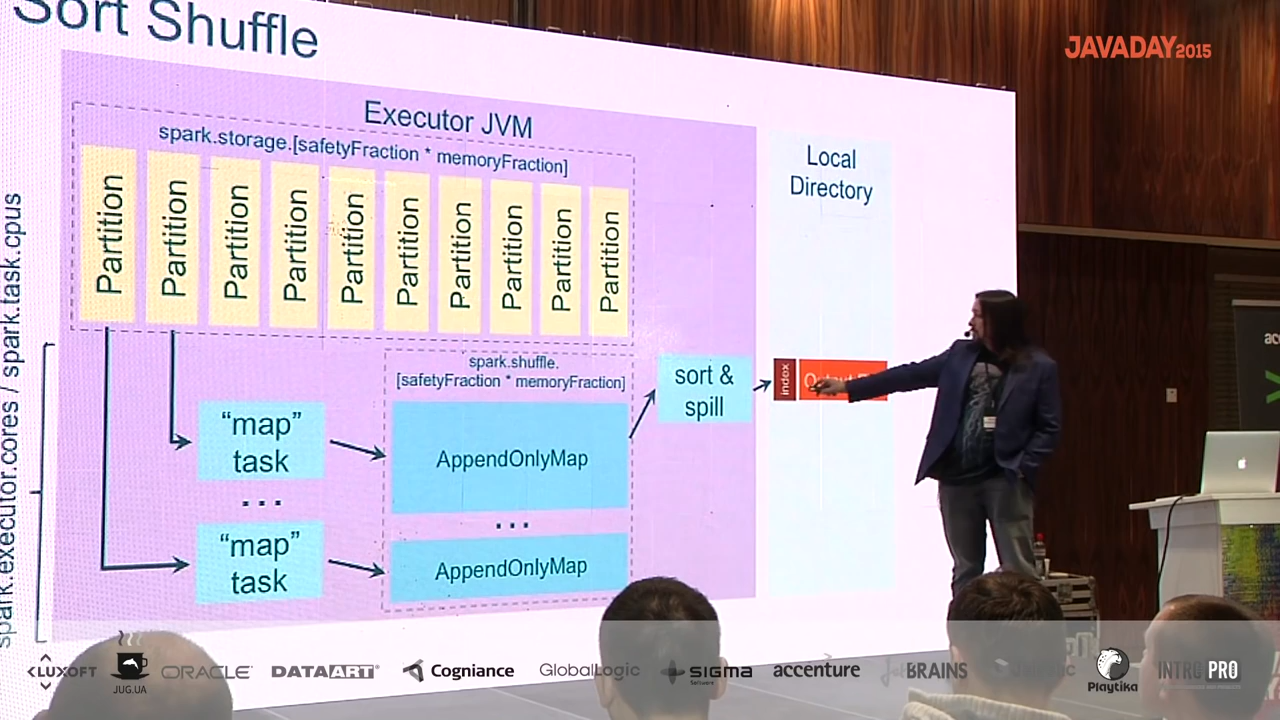 Sort Shuffle
JAVADAY2015
Executor JVM
spark.storage.[safetyFraction * memoryFraction]
Partition
Partition
Partition
Partition
Partition
Partition
Partition
Partition
Partition
Partition
Local
Directory
spark.executor.cores / spark.task.cpus
spark.shuffle.
[safetyFraction * memoryFraction]
sort &
spill
index
"map"
task
AppendOnlyMap
...
...
"map"
task
AppendOnlyMap
LUXOFT
JUG.UA
ORACLE
DATAART
Cogniance
GlobalLogic
SIGMA
Software
accenture
BRAINS
Playtika
INTRO PRO